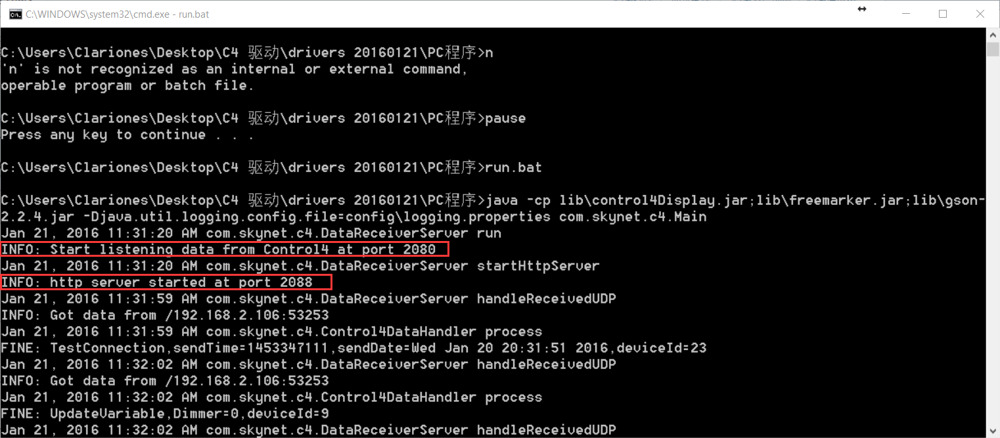 C:\WINDOWS\system32\cmd.exe - run.bat
C:\Users\Clariones\Desktop\C4 驱动\drivers 20160121\PC程序>n
'n' is not recognized as an internal or external command,
operable program or batch file.
C:\Users\Clariones\Desktop\C4 驱动\drivers 20160121\PC程序>pause
Press any key to continue . . .
C:\Users\Clariones\Desktop\C4 驱动\drivers 20160121\PC程序>run.bat
C:\Users\Clariones\Desktop\C4 驱动\drivers 20160121\PC程序>java -cp lib\control4Display.jar;lib\freemarker.jar;lib\gson-
2.2.4.jar -Djava.util.logging.config.file=config\logging.properties com.skynet.c4.Main
Jan 21, 2016 11:31:20 AM com.skynet.c4.DataReceiverServer run
INFO: Start listening data from Control4 at port 2080
Jan 21, 2016 11:31:20 AM com.skynet.c4.DataReceiverServer startHttpServer
INFO: http server started at port 2088
Jan 21, 2016 11:31:59 AM com.skynet.c4.DataReceiverServer handleReceivedUDP
INFO: Got data from /192.168.2.106:53253
Jan 21, 2016 11:31:59 AM com.skynet.c4.Control4DataHandler process
FINE: TestConnection,sendTime=1453347111,sendDate=Wed Jan 20 20:31:51 2016,deviceId=23
Jan 21, 2016 11:32:02 AM com.skynet.c4.DataReceiverServer handleReceivedUDP
INFO: Got data from /192.168.2.106:53253
Jan 21, 2016 11:32:02 AM com.skynet.c4.Control4DataHandler process
FINE: UpdateVariable,Dimmer=0,deviceId=9
Jan 21, 2016 11:32:02 AM com.skynet.c4.DataReceiverServer handleReceivedUDP